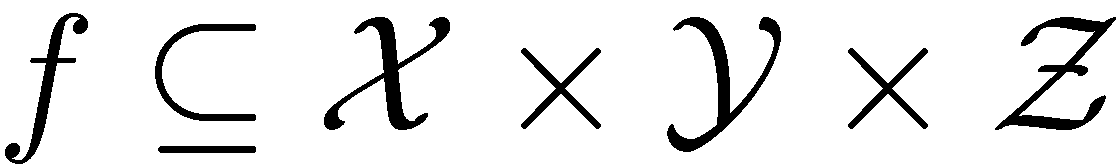 f ⊆ 𝒳 × 𝒴 × 𝒵